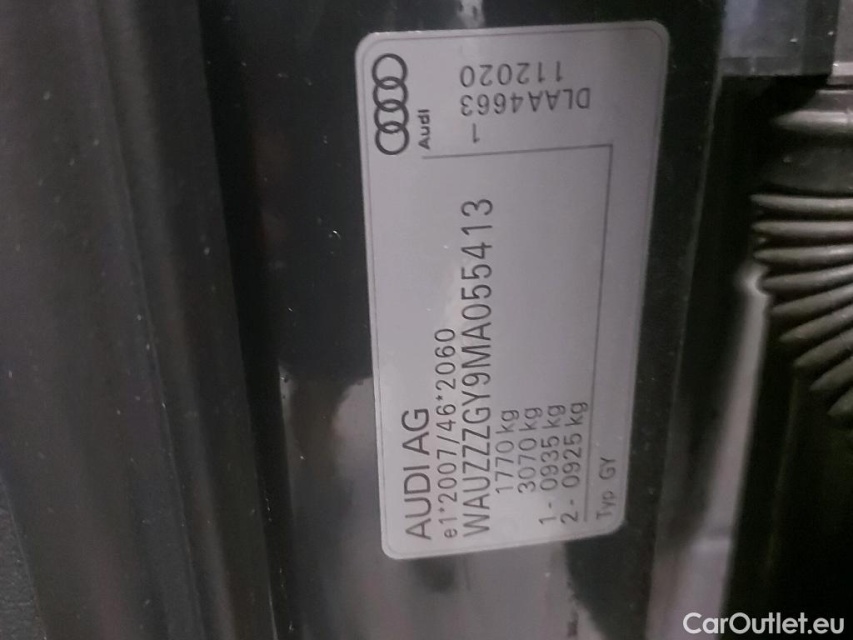 AUDI AG
e1*2007/46*2060
WAUZZZGY9MA055413
1770 kg
3070 kg
1- 0935 kg
2- 0925 kg
Typ GY
Audi
1
DLAA4663
112020
CarOutlet.eu